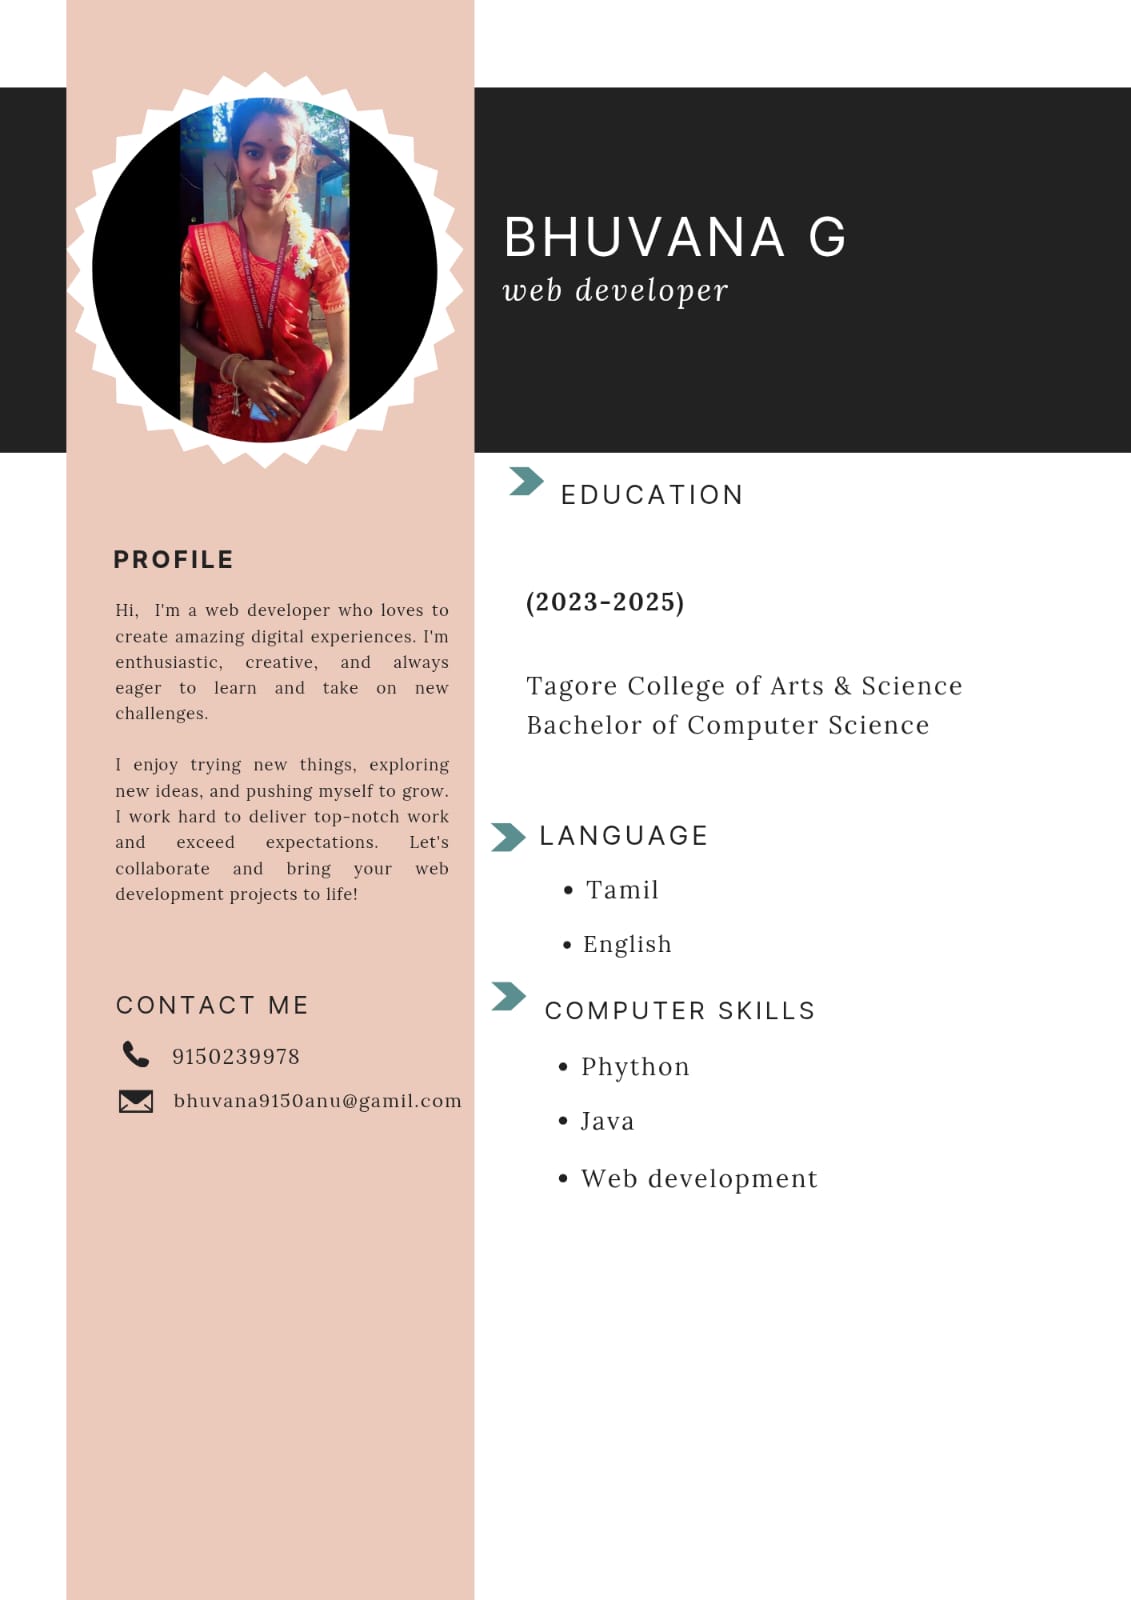 BHUVANA G
web developer
PROFILE
Hi, I'm a web developer who loves to
create amazing digital experiences. I'm
enthusiastic, creative, and always
eager to learn and take on new
challenges.
I enjoy trying new things, exploring
new ideas, and pushing myself to grow.
I work hard to deliver top-notch work
and exceed expectations. Let's
collaborate and bring your web
development projects to life!
CONTACT ME
9150239978
bhuvana9150anu@gamil.com
EDUCATION
(2023-2025)
Tagore College of Arts & Science
Bachelor of Computer Science
LANGUAGE
• Tamil
• English
COMPUTER SKILLS
• Phython
• Java
• Web development